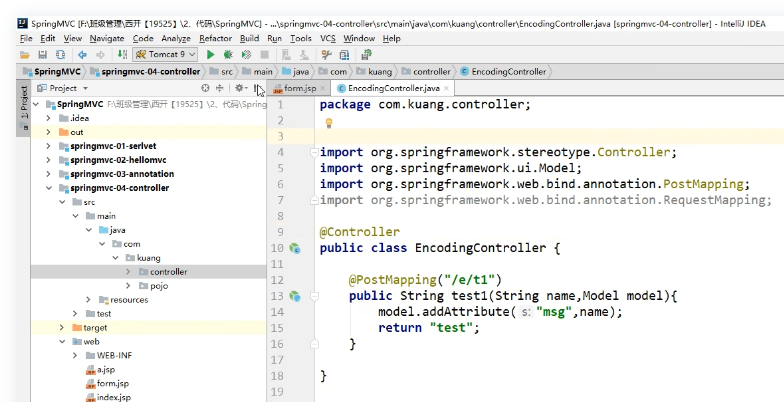 SpringMVC [F:\班级管理\西开【19525】\2、代码\SpringMVC] - ...\springmvc-04-controller\src\main\java\com\kuang\controller\EncodingController.java [springmvc-04-controller] - IntelliJ IDEA
File Edit View Navigate Code Analyze Refactor Build Run Tools VCS Window Help
Tomcat 9
SpringMVC springmvc-04-controller src main java com kuang controller EncodingController
Project form.jsp EncodingController.java
1: Project
SpringMVC F:\班级管理\西开【19525】\2、代码\Spring
.idea
out
springmvc-01-serlvet
springmvc-02-hellomvc
springmvc-03-annotation
springmvc-04-controller
src
main
java
com
kuang
controller
pojo
resources
test
target
web
WEB-INF
a.jsp
form.jsp
index.jsp
1 package com.kuang.controller;
2
3
4 import org.springframework.stereotype.Controller;
5 import org.springframework.ui.Model;
6 import org.springframework.web.bind.annotation.PostMapping;
7 import org.springframework.web.bind.annotation.RequestMapping;
8
9 @Controller
10 public class EncodingController {
11
12 @PostMapping("/e/t1")
13 public String test1(String name,Model model){
14 model.addAttribute( s: "msg",name);
15 return "test";
16 }
17
18 }
19